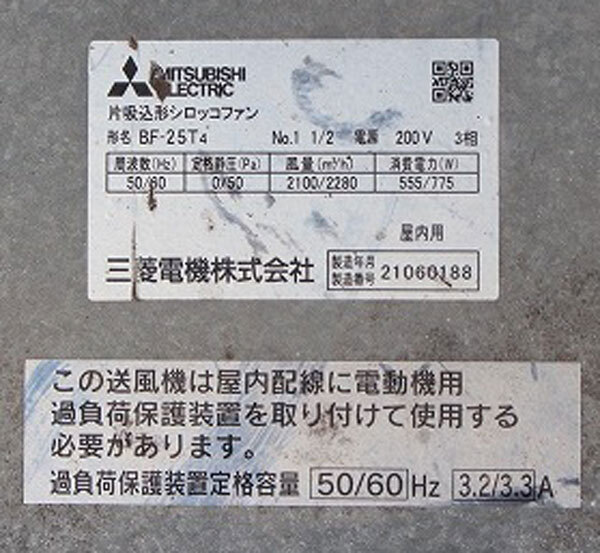 MITSUBISHI
ELECTRIC
片吸込形シロッコファン
形名 BF-25T4 No.1 1/2 電源 200V 3相
周波数(Hz) 定格静圧(Pa) 風量(m³/h) 消費電力(W)
50/60 0/50 2100/2280 555/775
屋内用
三菱電機株式会社
製造年月
製造番号 21060188
この送風機は屋内配線に電動機用
過負荷保護装置を取り付けて使用する
必要があります。
過負荷保護装置定格容量 50/60 Hz 3.2/3.3 A